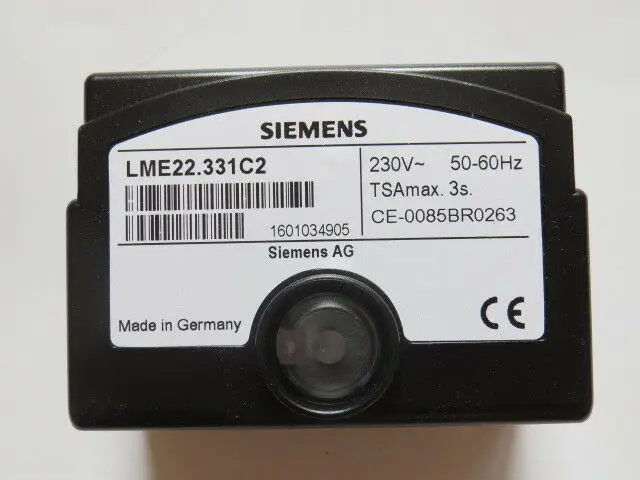 SIEMENS
LME22.331C2
230V~ 50-60Hz
TSAmax. 3s.
1601034905
CE-0085BR0263
Siemens AG
Made in Germany
CE